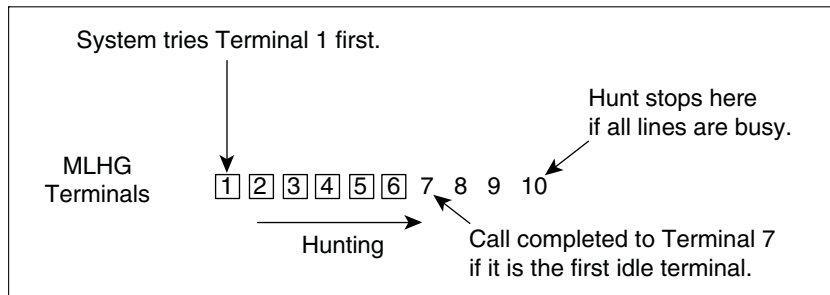 System tries Terminal 1 first.
Hunt stops here
if all lines are busy.
MLHG
Terminals
1 2 3 4 5 6 7 8 9 10
Hunting
Call completed to Terminal 7
if it is the first idle terminal.